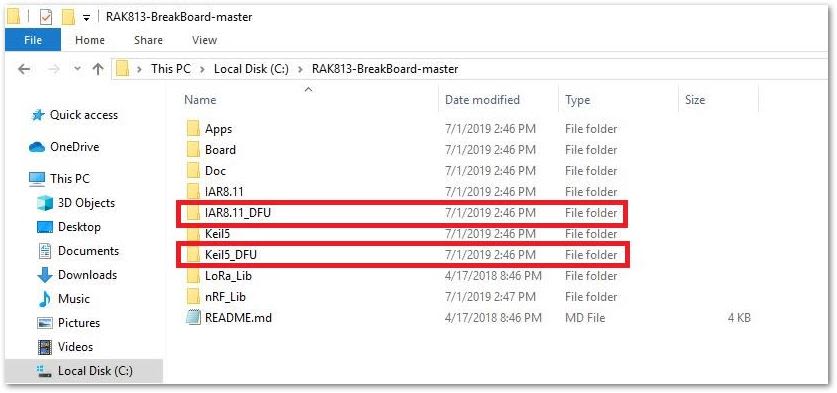 RAK813-BreakBoard-master
File Home Share View
This PC Local Disk (C:) RAK813-BreakBoard-master
Name Date modified Type Size
Quick access
OneDrive
This PC
3D Objects
Desktop
Documents
Downloads
Music
Pictures
Videos
Local Disk (C:)
Apps 7/1/2019 2:46 PM File folder
Board 7/1/2019 2:46 PM File folder
Doc 7/1/2019 2:46 PM File folder
IAR8.11 7/1/2019 2:46 PM File folder
IAR8.11_DFU 7/1/2019 2:46 PM File folder
Keil5 7/1/2019 2:46 PM File folder
Keil5_DFU 7/1/2019 2:46 PM File folder
LoRa_Lib 4/17/2018 8:46 PM File folder
nRF_Lib 7/1/2019 2:47 PM File folder
README.md 4/17/2018 8:46 PM MD File 4 KB